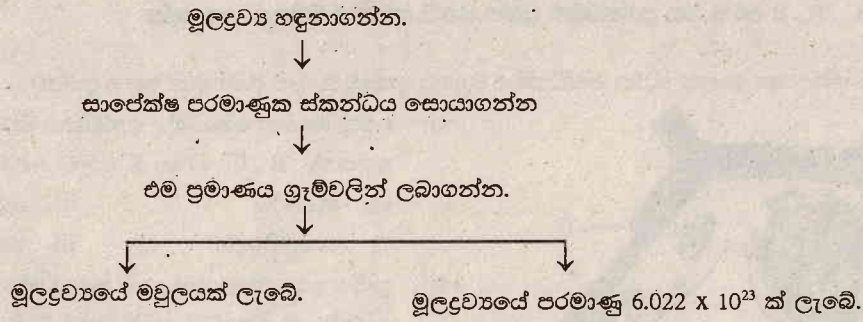 මූලද්‍රව්‍ය හඳුනාගන්න.
සාපේක්ෂ පරමාණුක ස්කන්ධය සොයාගන්න
එම ප්‍රමාණය ග්‍රෑම්වලින් ලබාගන්න.
මූලද්‍රව්‍යයේ මවුලයක් ලැබේ.
මූලද්‍රව්‍යයේ පරමාණු 6.022 X 10²³ ක් ලැබේ.